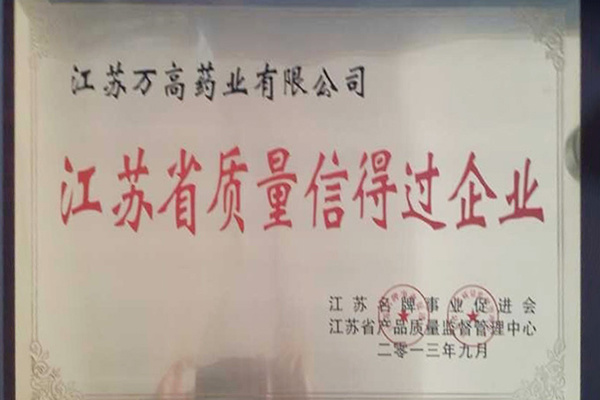 江苏万高药业有限公司
江苏省质量信得过企业
江苏名牌事业促进会
江苏省产品质量监督管理中心
二零一三年九月